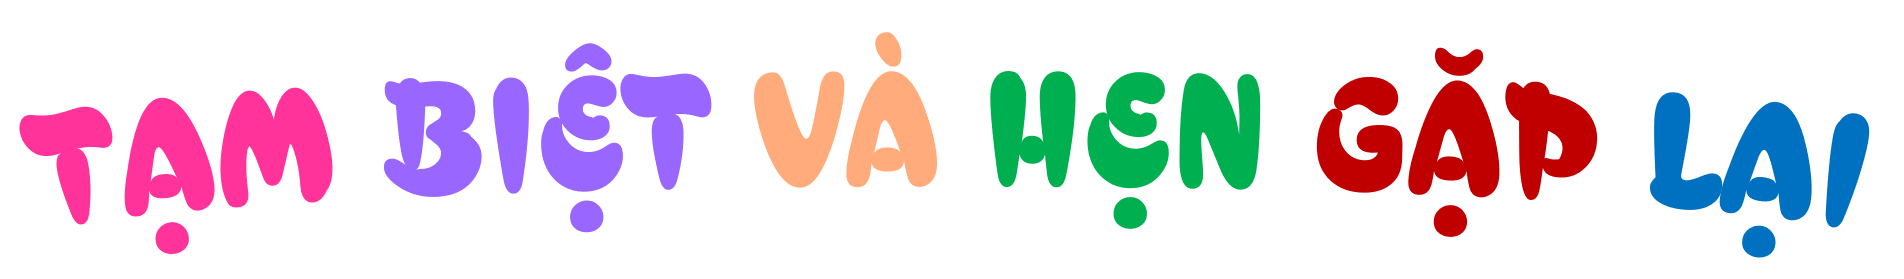 TẠM BIỆT VÀ HẸN GẶP LẠI